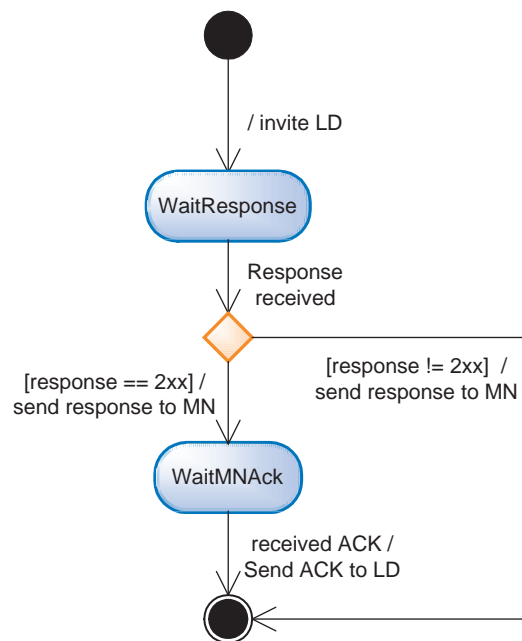 / invite LD
WaitResponse
Response
received
[response == 2xx] /
send response to MN
[response != 2xx] /
send response to MN
WaitMNAck
received ACK /
Send ACK to LD